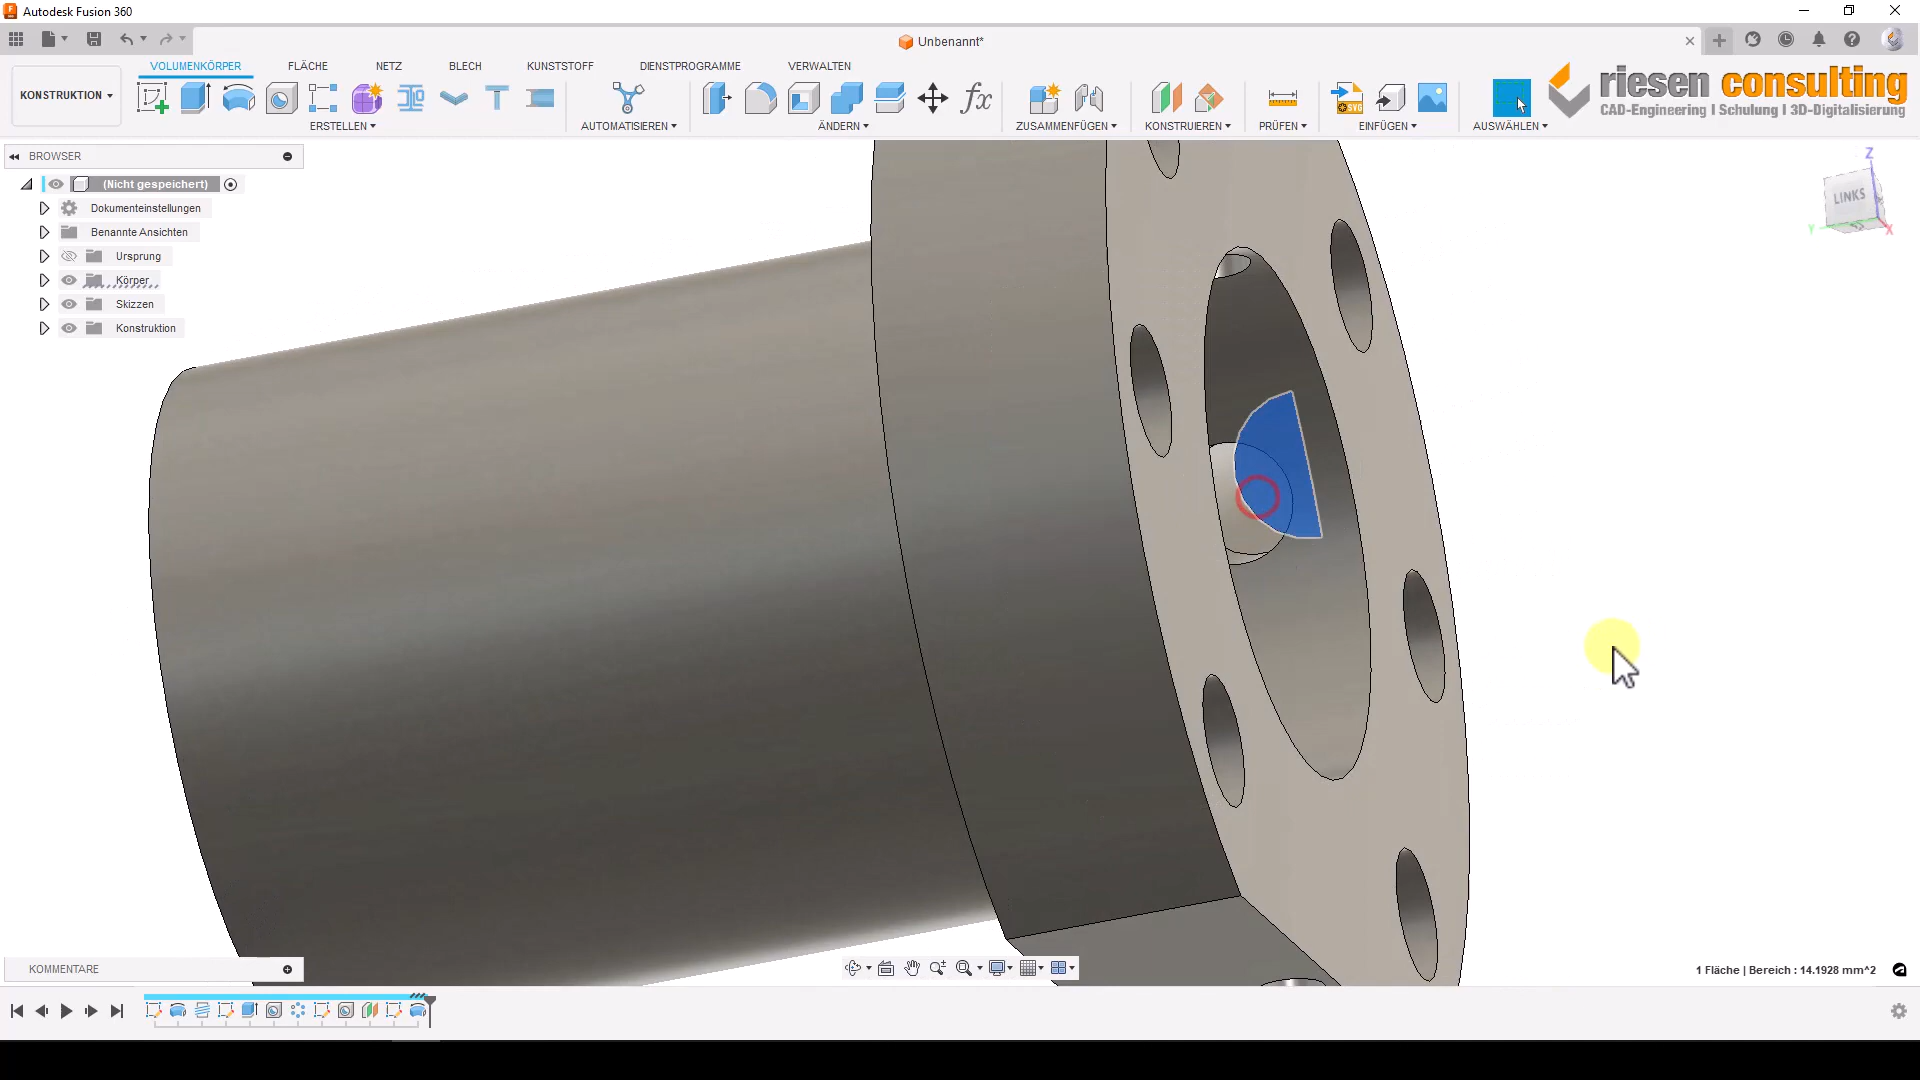 Autodesk Fusion 360
Unbenannt*
KONSTRUKTION
VOLUMENKÖRPER
FLÄCHE
NETZ
BLECH
KUNSTSTOFF
DIENSTPROGRAMME
VERWALTEN
ERSTELLEN
AUTOMATISIEREN
ÄNDERN
ZUSAMMENFÜGEN
KONSTRUIEREN
PRÜFEN
EINFÜGEN
AUSWÄHLEN
fx
SVG
riesen consulting
CAD-Engineering I Schulung I 3D-Digitalisierung
BROWSER
(Nicht gespeichert)
Dokumenteinstellungen
Benannte Ansichten
Ursprung
Körper
Skizzen
Konstruktion
Z
LINKS
Y
X
KOMMENTARE
1 Fläche | Bereich : 14.1928 mm^2